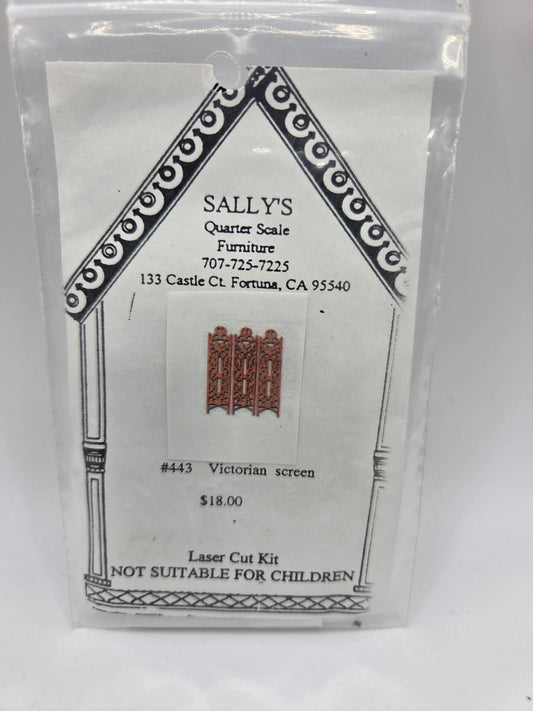 SALLY'S
Quarter Scale
Furniture
707-725-7225
133 Castle Ct. Fortuna, CA 95540
#443 Victorian screen
$18.00
Laser Cut Kit
NOT SUITABLE FOR CHILDREN